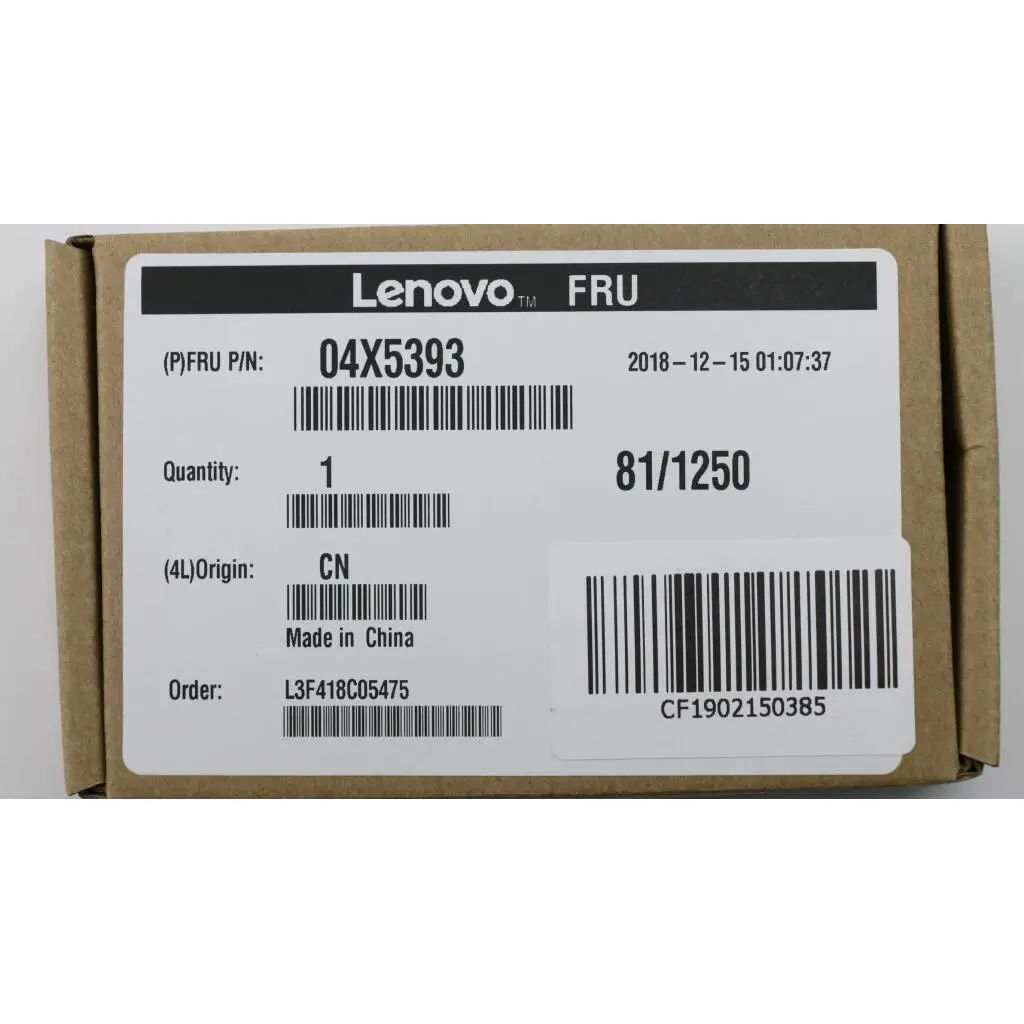 Lenovo™ FRU
(P)FRU P/N: 04X5393 2018-12-15 01:07:37
Quantity: 1 81/1250
(4L)Origin: CN
Made in China
Order: L3F418C05475
CF1902150385